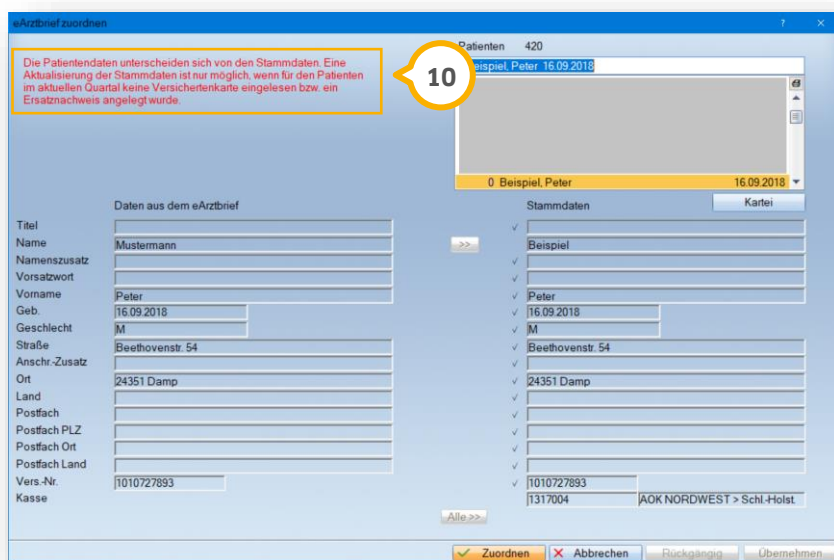 eArztbrief zuordnen ? ×
Die Patientendaten unterscheiden sich von den Stammdaten. Eine
Aktualisierung der Stammdaten ist nur möglich, wenn für den Patienten
im aktuellen Quartal keine Versichertenkarte eingelesen bzw. ein
Ersatznachweis angelegt wurde.
10
Patienten 420
Beispiel, Peter 16.09.2018
0 Beispiel, Peter 16.09.2018
Kartei
Daten aus dem eArztbrief Stammdaten
Titel
Name Mustermann >> Beispiel
Namenszusatz
Vorsatzwort
Vorname Peter Peter
Geb. 16.09.2018 16.09.2018
Geschlecht M M
Straße Beethovenstr. 54 Beethovenstr. 54
Anschr.-Zusatz
Ort 24351 Damp 24351 Damp
Land
Postfach
Postfach PLZ
Postfach Ort
Postfach Land
Vers.-Nr. 1010727893 1010727893
Kasse 1317004 AOK NORDWEST > Schl.-Holst.
Alle >>
Zuordnen Abbrechen Rückgängig Übernehmen